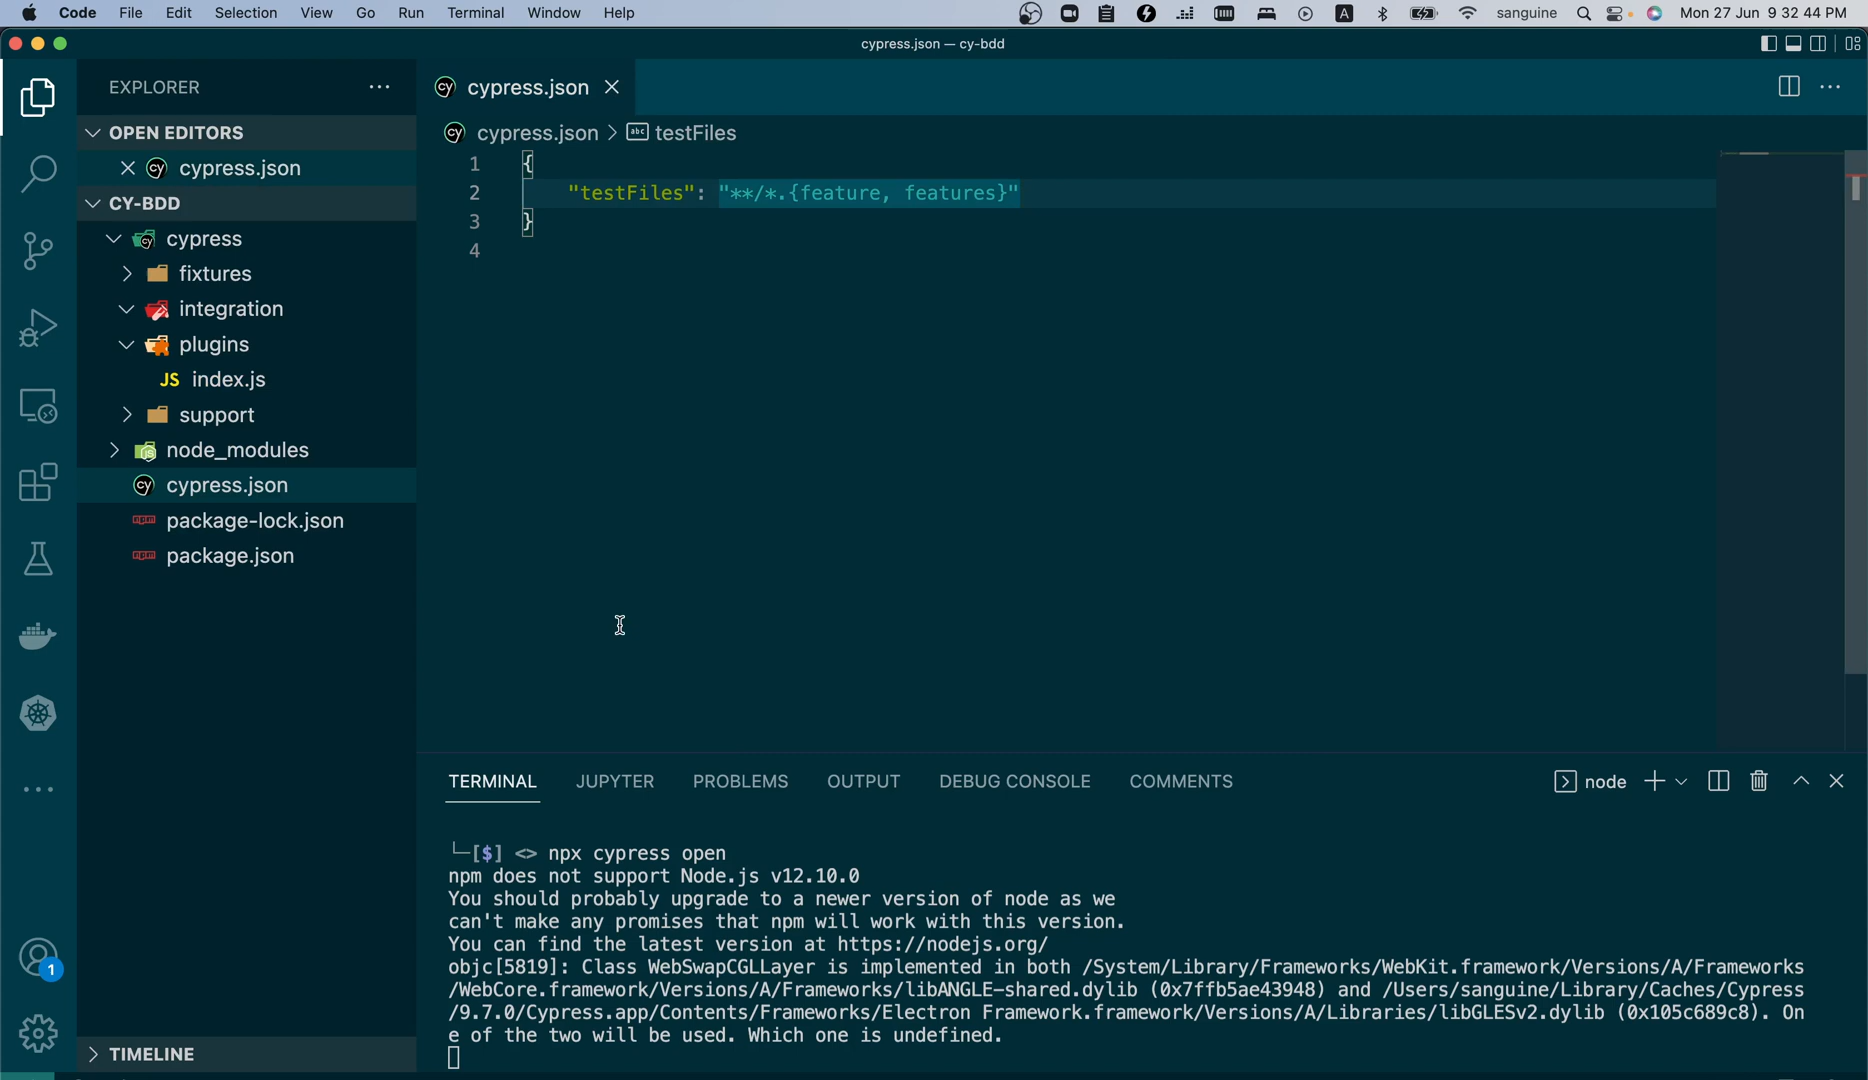 Code File Edit Selection View Go Run Terminal Window Help
A sanguine Mon 27 Jun 9 32 44 PM
cypress.json — cy-bdd
EXPLORER
OPEN EDITORS
cy cypress.json
CY-BDD
cypress
fixtures
integration
plugins
JS index.js
support
node_modules
cy cypress.json
npm package-lock.json
npm package.json
TIMELINE
1
cy cypress.json
cy cypress.json > abc testFiles
1 {
2 "testFiles": "**/*.{feature, features}"
3 }
4
TERMINAL JUPYTER PROBLEMS OUTPUT DEBUG CONSOLE COMMENTS
node
└─[$] <> npx cypress open
npm does not support Node.js v12.10.0
You should probably upgrade to a newer version of node as we
can't make any promises that npm will work with this version.
You can find the latest version at https://nodejs.org/
objc[5819]: Class WebSwapCGLLayer is implemented in both /System/Library/Frameworks/WebKit.framework/Versions/A/Frameworks
/WebCore.framework/Versions/A/Frameworks/libANGLE-shared.dylib (0x7ffb5ae43948) and /Users/sanguine/Library/Caches/Cypress
/9.7.0/Cypress.app/Contents/Frameworks/Electron Framework.framework/Versions/A/Libraries/libGLESv2.dylib (0x105c689c8). On
e of the two will be used. Which one is undefined.